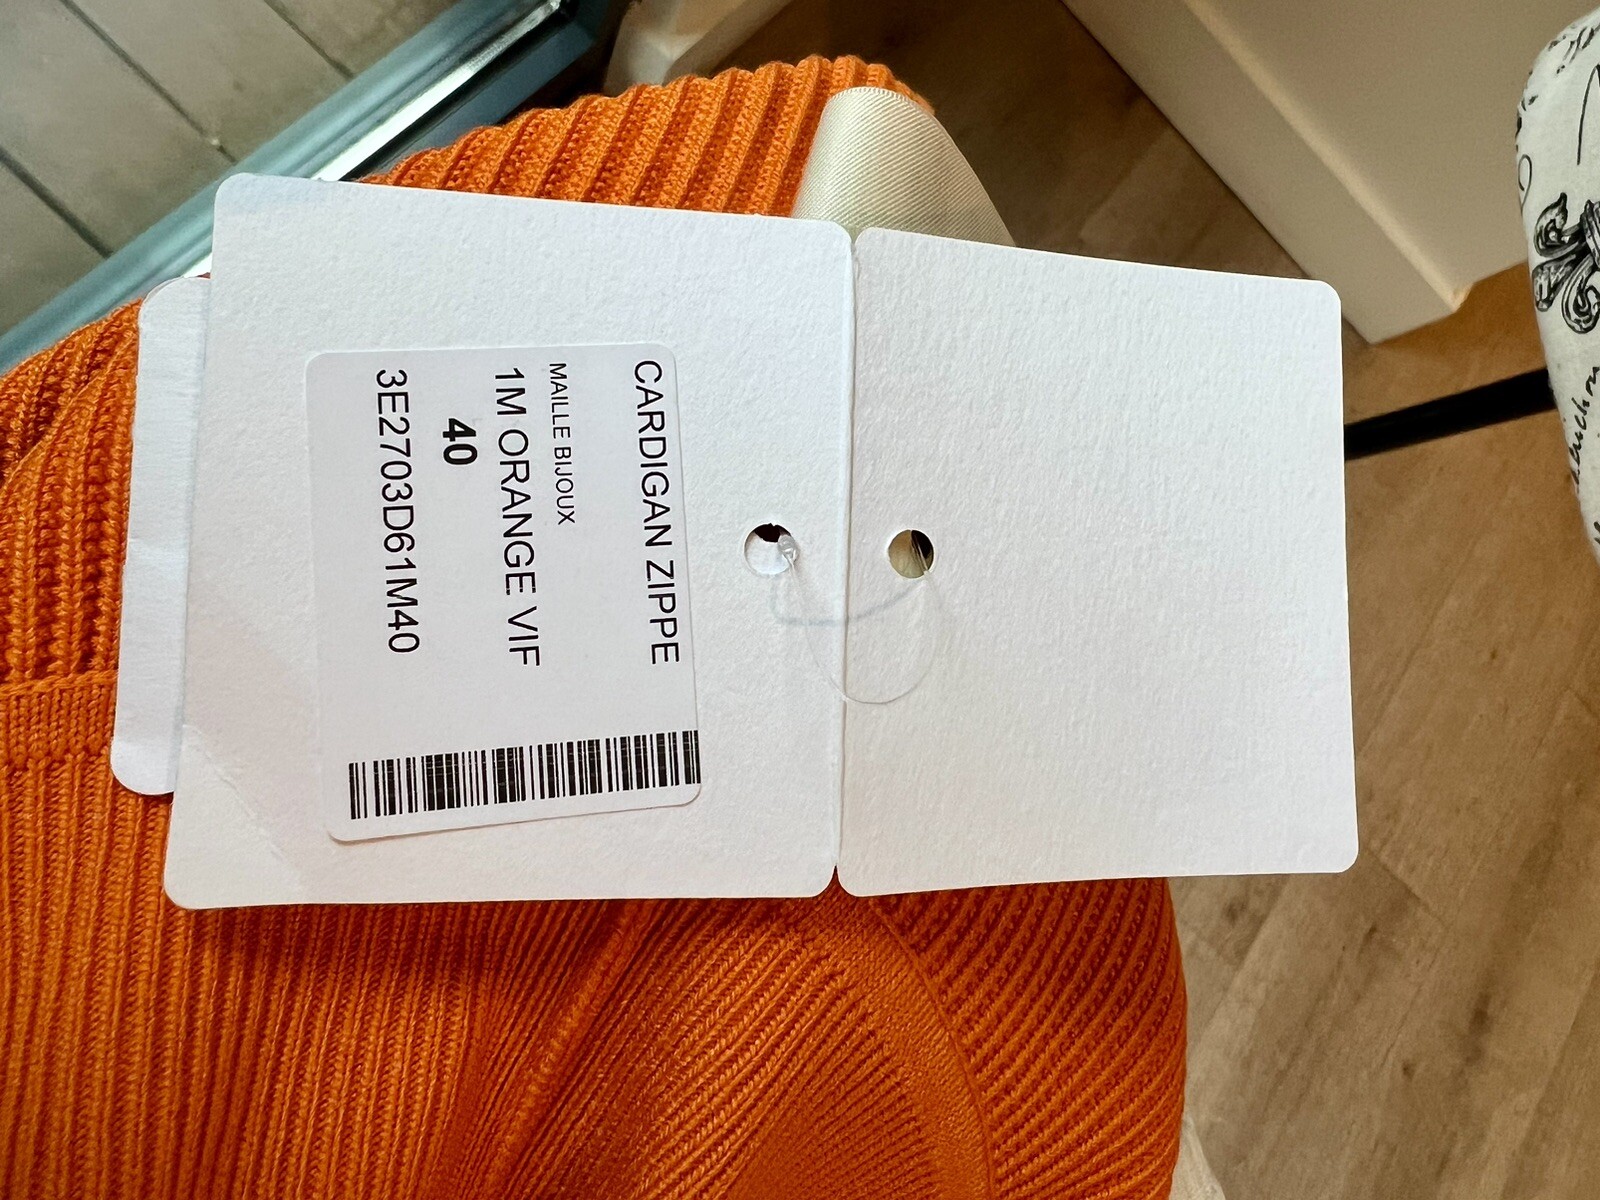 CARDIGAN ZIPPE
MAILLE BIJOUX
1M ORANGE VIF
40
3E2703D61M40